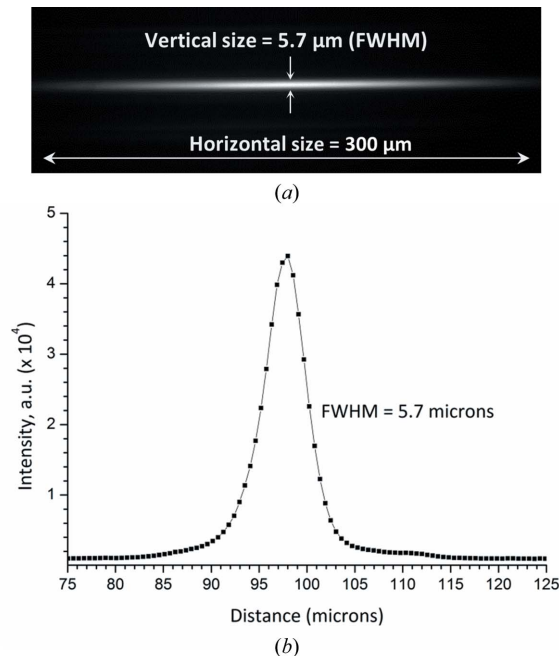 Vertical size = 5.7 µm (FWHM)
Horizontal size = 300 µm
(a)
5
4
3
2
1
Intensity, a.u. (x 10⁴)
FWHM = 5.7 microns
75 80 85 90 95 100 105 110 115 120 125
Distance (microns)
(b)